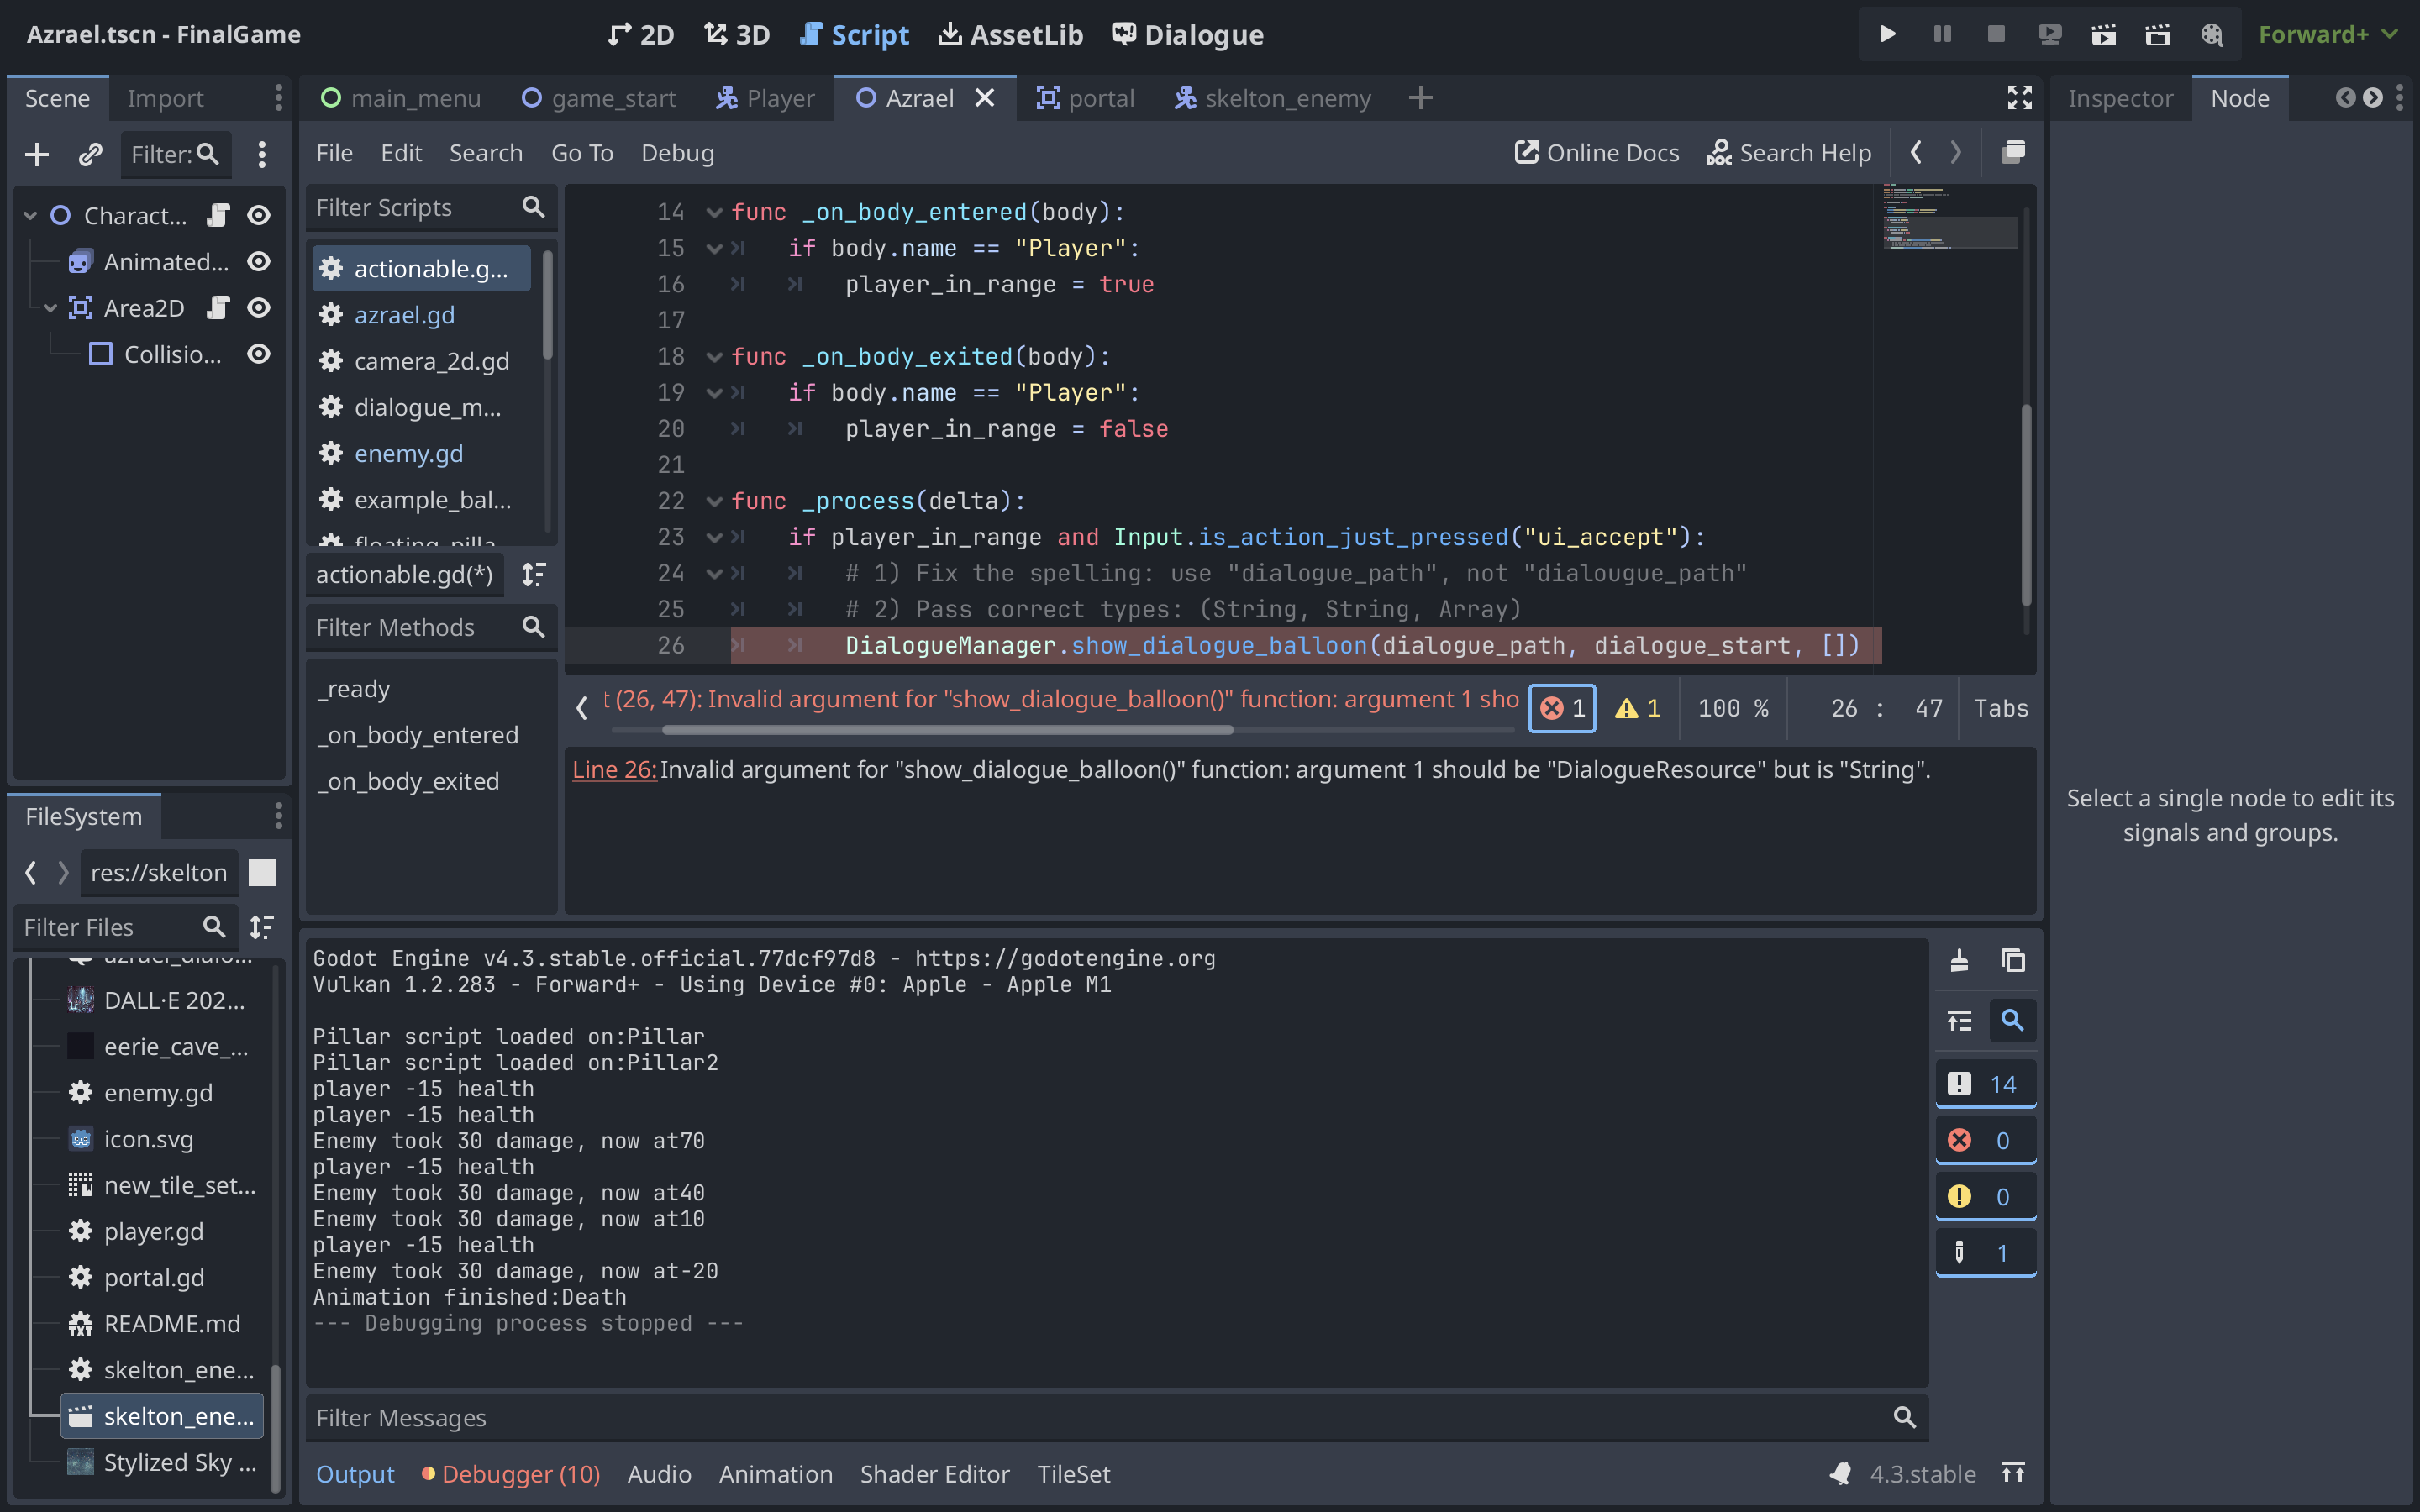 Azrael.tscn - FinalGame
2D
3D
Script
AssetLib
Dialogue
Forward+
Scene
Import
Filter:
Charact...
Animated...
Area2D
Collisio...
FileSystem
res://skelton
Filter Files
DALL·E 202...
eerie_cave_...
enemy.gd
icon.svg
new_tile_set...
player.gd
portal.gd
README.md
skelton_ene...
skelton_ene...
Stylized Sky ...
main_menu
game_start
Player
Azrael
portal
skelton_enemy
File
Edit
Search
Go To
Debug
Online Docs
Search Help
Filter Scripts
actionable.g...
azrael.gd
camera_2d.gd
dialogue_m...
enemy.gd
example_bal...
actionable.gd(*)
Filter Methods
_ready
_on_body_entered
_on_body_exited
14 func _on_body_entered(body):
15 if body.name == "Player":
16 player_in_range = true
17
18 func _on_body_exited(body):
19 if body.name == "Player":
20 player_in_range = false
21
22 func _process(delta):
23 if player_in_range and Input.is_action_just_pressed("ui_accept"):
24 # 1) Fix the spelling: use "dialogue_path", not "dialougue_path"
25 # 2) Pass correct types: (String, String, Array)
26 DialogueManager.show_dialogue_balloon(dialogue_path, dialogue_start, [])
t (26, 47): Invalid argument for "show_dialogue_balloon()" function: argument 1 sho
1
1
100 %
26 : 47
Tabs
Line 26: Invalid argument for "show_dialogue_balloon()" function: argument 1 should be "DialogueResource" but is "String".
Godot Engine v4.3.stable.official.77dcf97d8 - https://godotengine.org
Vulkan 1.2.283 - Forward+ - Using Device #0: Apple - Apple M1
Pillar script loaded on:Pillar
Pillar script loaded on:Pillar2
player -15 health
player -15 health
Enemy took 30 damage, now at70
player -15 health
Enemy took 30 damage, now at40
Enemy took 30 damage, now at10
player -15 health
Enemy took 30 damage, now at-20
Animation finished:Death
--- Debugging process stopped ---
14
0
0
1
Filter Messages
Output
Debugger (10)
Audio
Animation
Shader Editor
TileSet
4.3.stable
Inspector
Node
Select a single node to edit its
signals and groups.